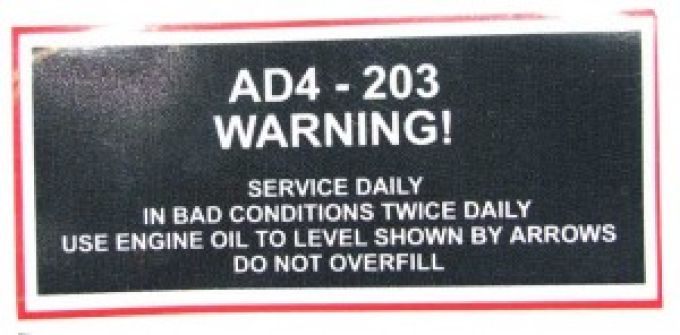 AD4 - 203
WARNING!
SERVICE DAILY
IN BAD CONDITIONS TWICE DAILY
USE ENGINE OIL TO LEVEL SHOWN BY ARROWS
DO NOT OVERFILL